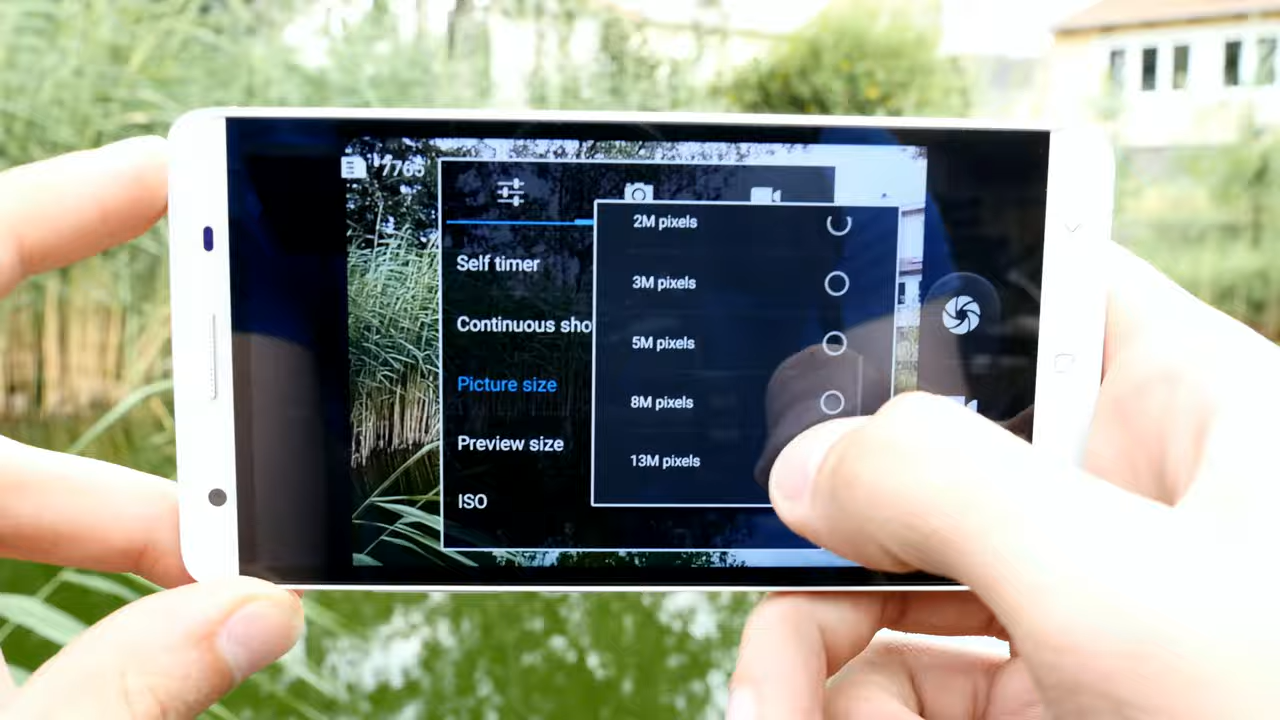 7765
2M pixels
Self timer
3M pixels
Continuous sho
5M pixels
Picture size
8M pixels
Preview size
13M pixels
ISO